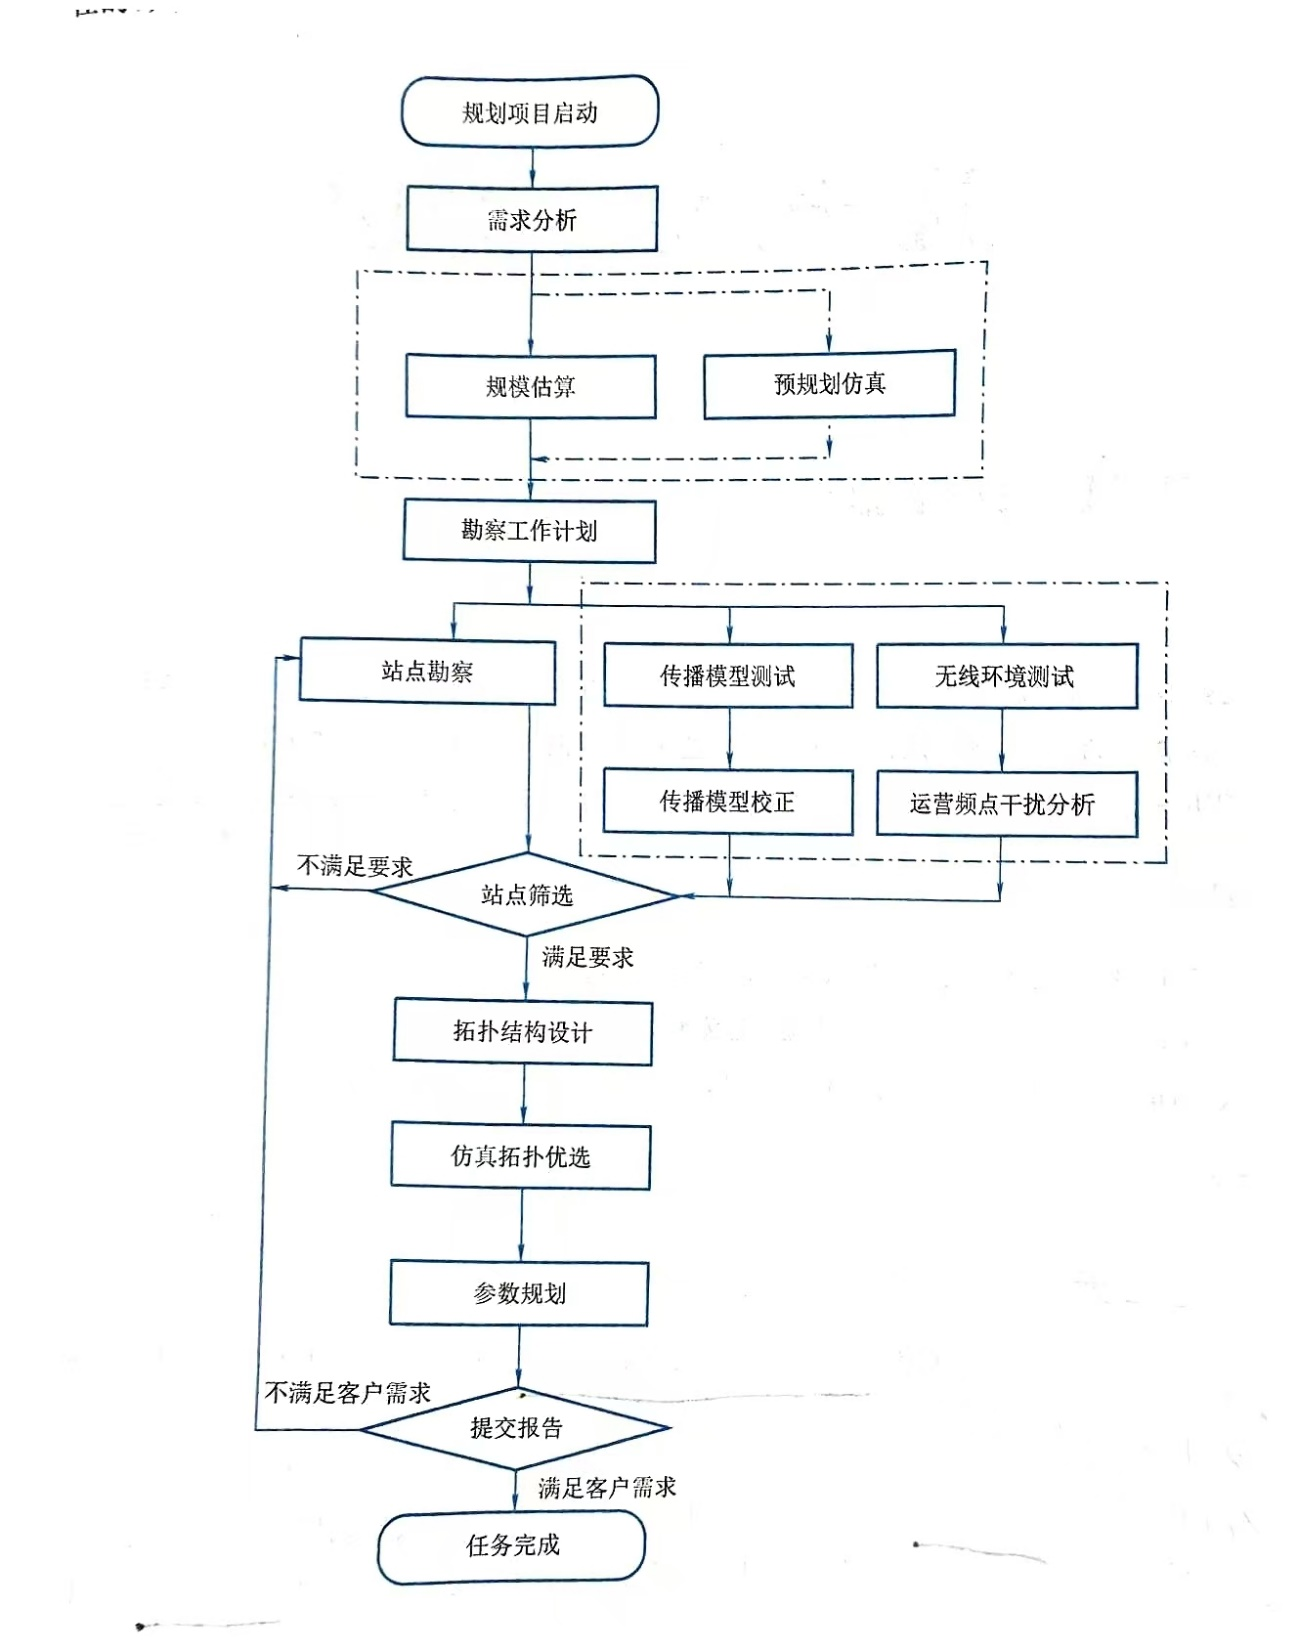 规划项目启动
需求分析
规模估算
预规划仿真
勘察工作计划
站点勘察
传播模型测试
无线环境测试
传播模型校正
运营频点干扰分析
不满足要求
站点筛选
满足要求
拓扑结构设计
仿真拓扑优选
参数规划
不满足客户需求
提交报告
满足客户需求
任务完成